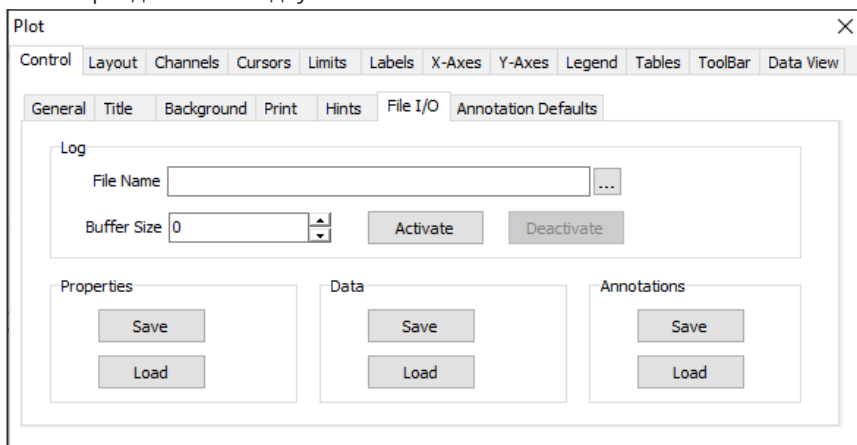 Plot
Control Layout Channels Cursors Limits Labels X-Axes Y-Axes Legend Tables ToolBar Data View
General Title Background Print Hints File I/O Annotation Defaults
Log
File Name ...
Buffer Size 0 Activate Deactivate
Properties Data Annotations
Save Save Save
Load Load Load